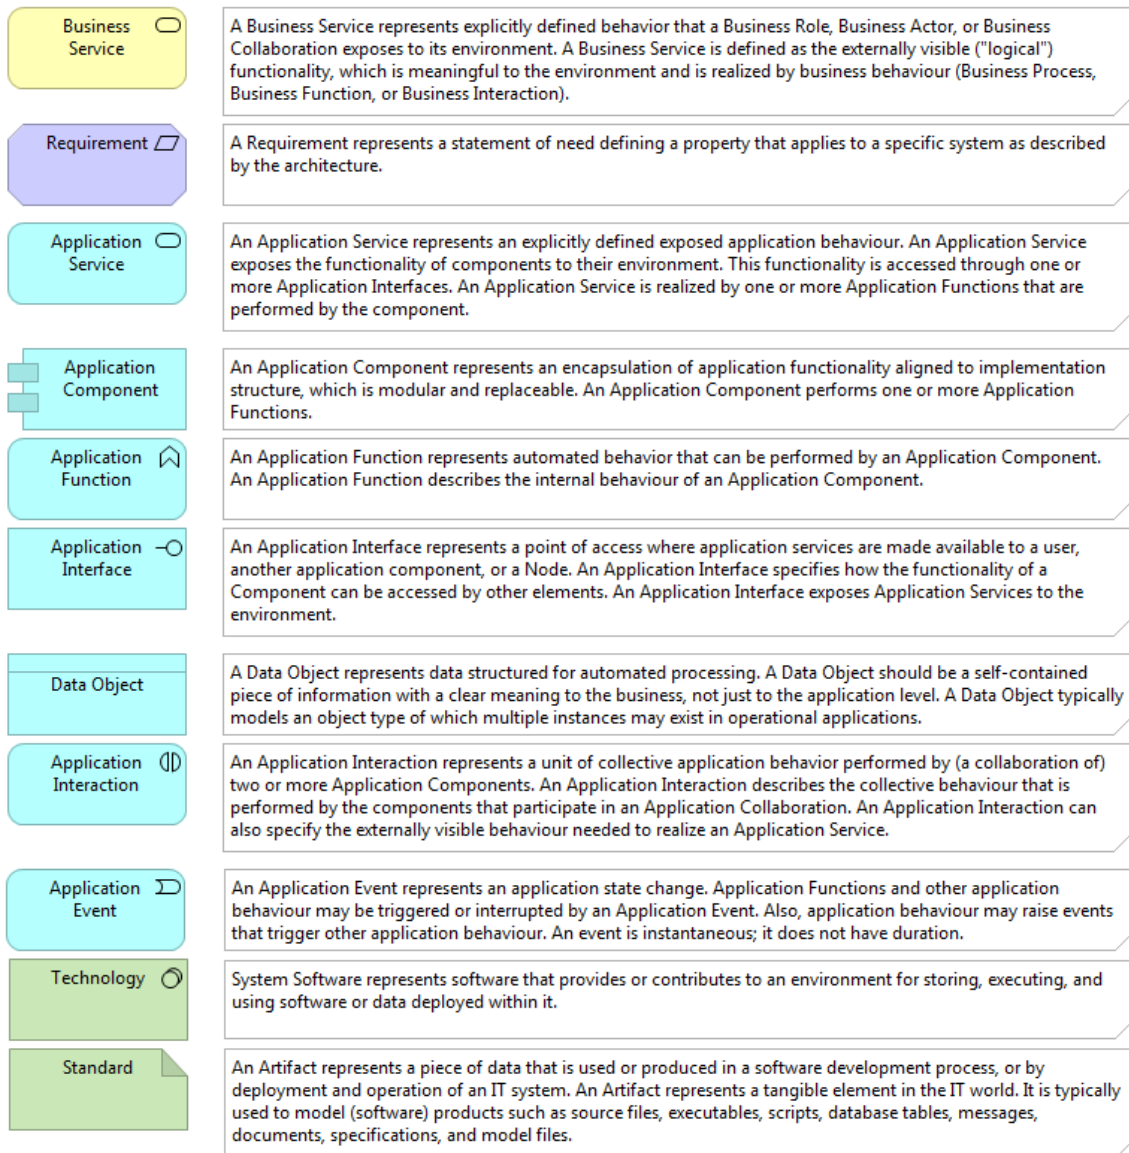 Business
Service
A Business Service represents explicitly defined behavior that a Business Role, Business Actor, or Business
Collaboration exposes to its environment. A Business Service is defined as the externally visible ("logical")
functionality, which is meaningful to the environment and is realized by business behaviour (Business Process,
Business Function, or Business Interaction).
Requirement
A Requirement represents a statement of need defining a property that applies to a specific system as described
by the architecture.
Application
Service
An Application Service represents an explicitly defined exposed application behaviour. An Application Service
exposes the functionality of components to their environment. This functionality is accessed through one or
more Application Interfaces. An Application Service is realized by one or more Application Functions that are
performed by the component.
Application
Component
An Application Component represents an encapsulation of application functionality aligned to implementation
structure, which is modular and replaceable. An Application Component performs one or more Application
Functions.
Application
Function
An Application Function represents automated behavior that can be performed by an Application Component.
An Application Function describes the internal behaviour of an Application Component.
Application
Interface
An Application Interface represents a point of access where application services are made available to a user,
another application component, or a Node. An Application Interface specifies how the functionality of a
Component can be accessed by other elements. An Application Interface exposes Application Services to the
environment.
Data Object
A Data Object represents data structured for automated processing. A Data Object should be a self-contained
piece of information with a clear meaning to the business, not just to the application level. A Data Object typically
models an object type of which multiple instances may exist in operational applications.
Application
Interaction
An Application Interaction represents a unit of collective application behavior performed by (a collaboration of)
two or more Application Components. An Application Interaction describes the collective behaviour that is
performed by the components that participate in an Application Collaboration. An Application Interaction can
also specify the externally visible behaviour needed to realize an Application Service.
Application
Event
An Application Event represents an application state change. Application Functions and other application
behaviour may be triggered or interrupted by an Application Event. Also, application behaviour may raise events
that trigger other application behaviour. An event is instantaneous; it does not have duration.
Technology
System Software represents software that provides or contributes to an environment for storing, executing, and
using software or data deployed within it.
Standard
An Artifact represents a piece of data that is used or produced in a software development process, or by
deployment and operation of an IT system. An Artifact represents a tangible element in the IT world. It is typically
used to model (software) products such as source files, executables, scripts, database tables, messages,
documents, specifications, and model files.